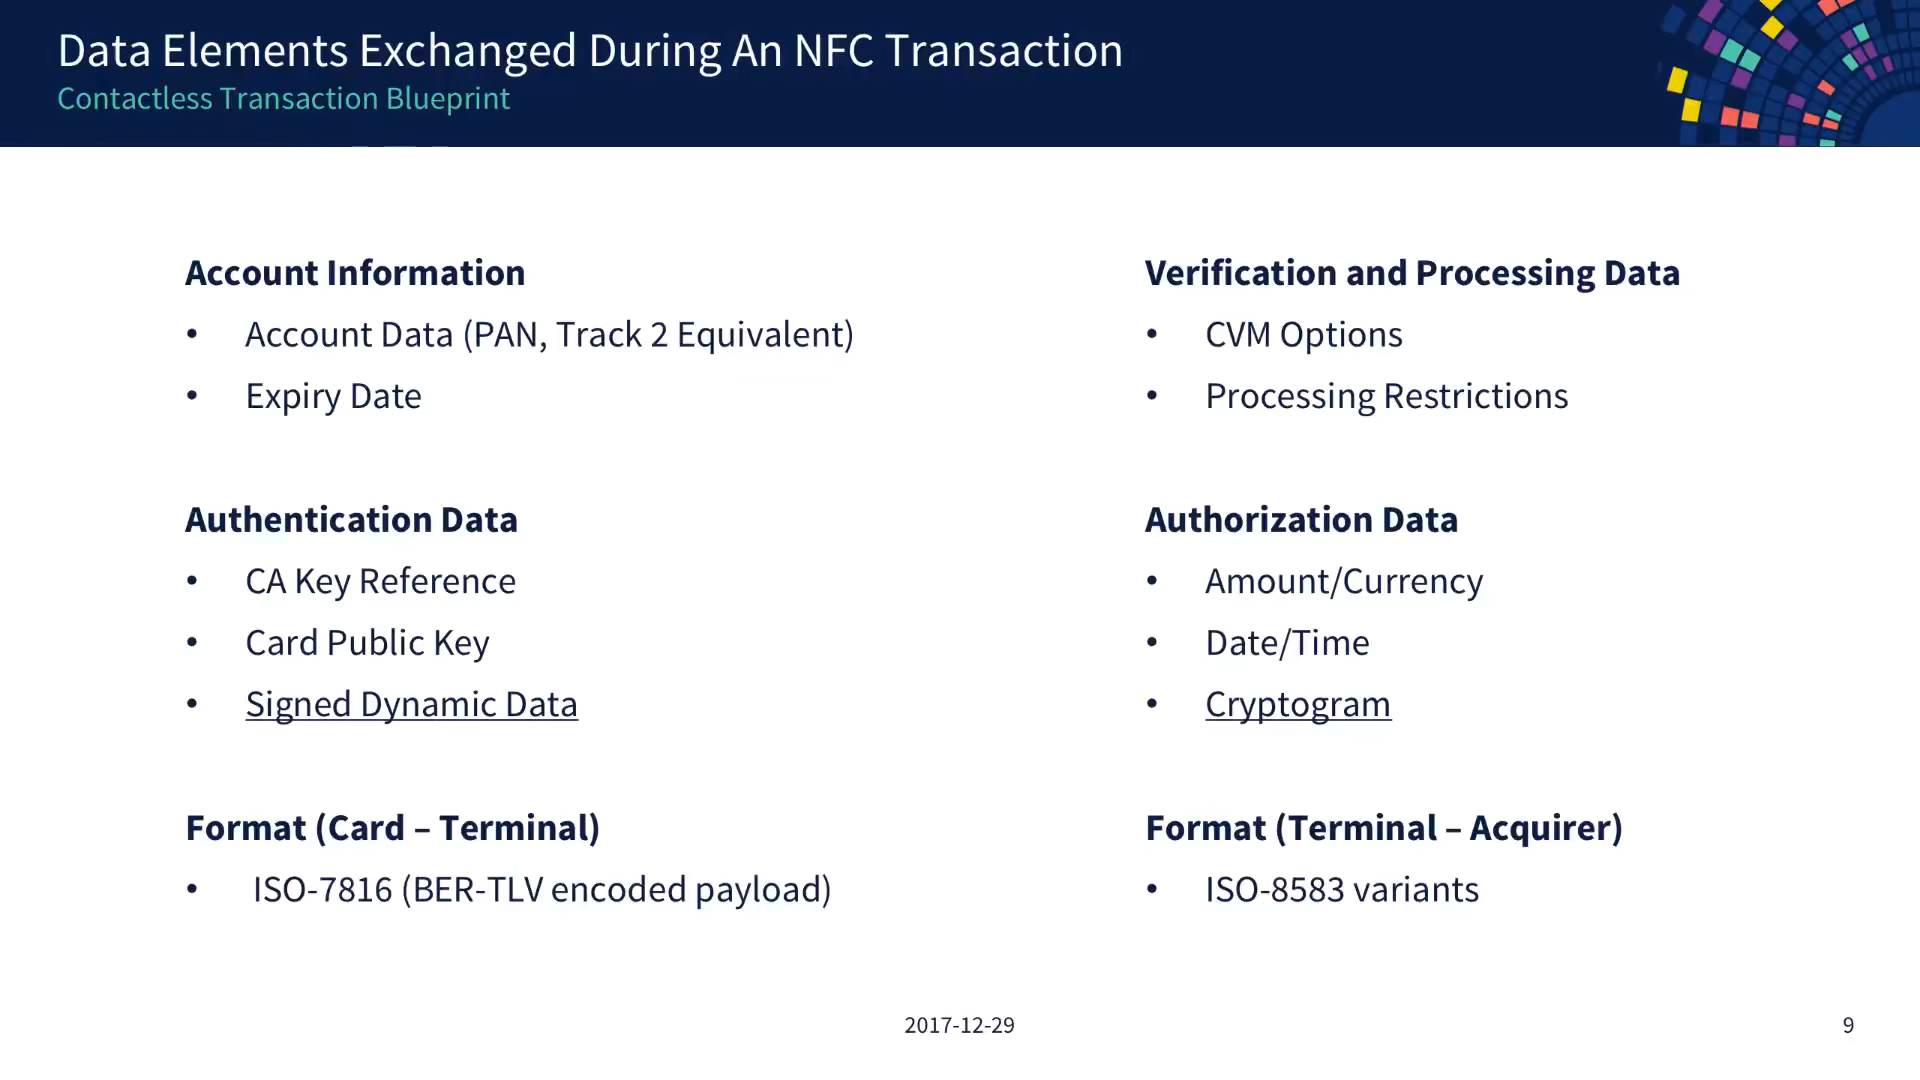 Data Elements Exchanged During An NFC Transaction
Contactless Transaction Blueprint
Account Information
• Account Data (PAN, Track 2 Equivalent)
• Expiry Date
Authentication Data
• CA Key Reference
• Card Public Key
• Signed Dynamic Data
Format (Card – Terminal)
• ISO-7816 (BER-TLV encoded payload)
Verification and Processing Data
• CVM Options
• Processing Restrictions
Authorization Data
• Amount/Currency
• Date/Time
• Cryptogram
Format (Terminal – Acquirer)
• ISO-8583 variants
2017-12-29
9